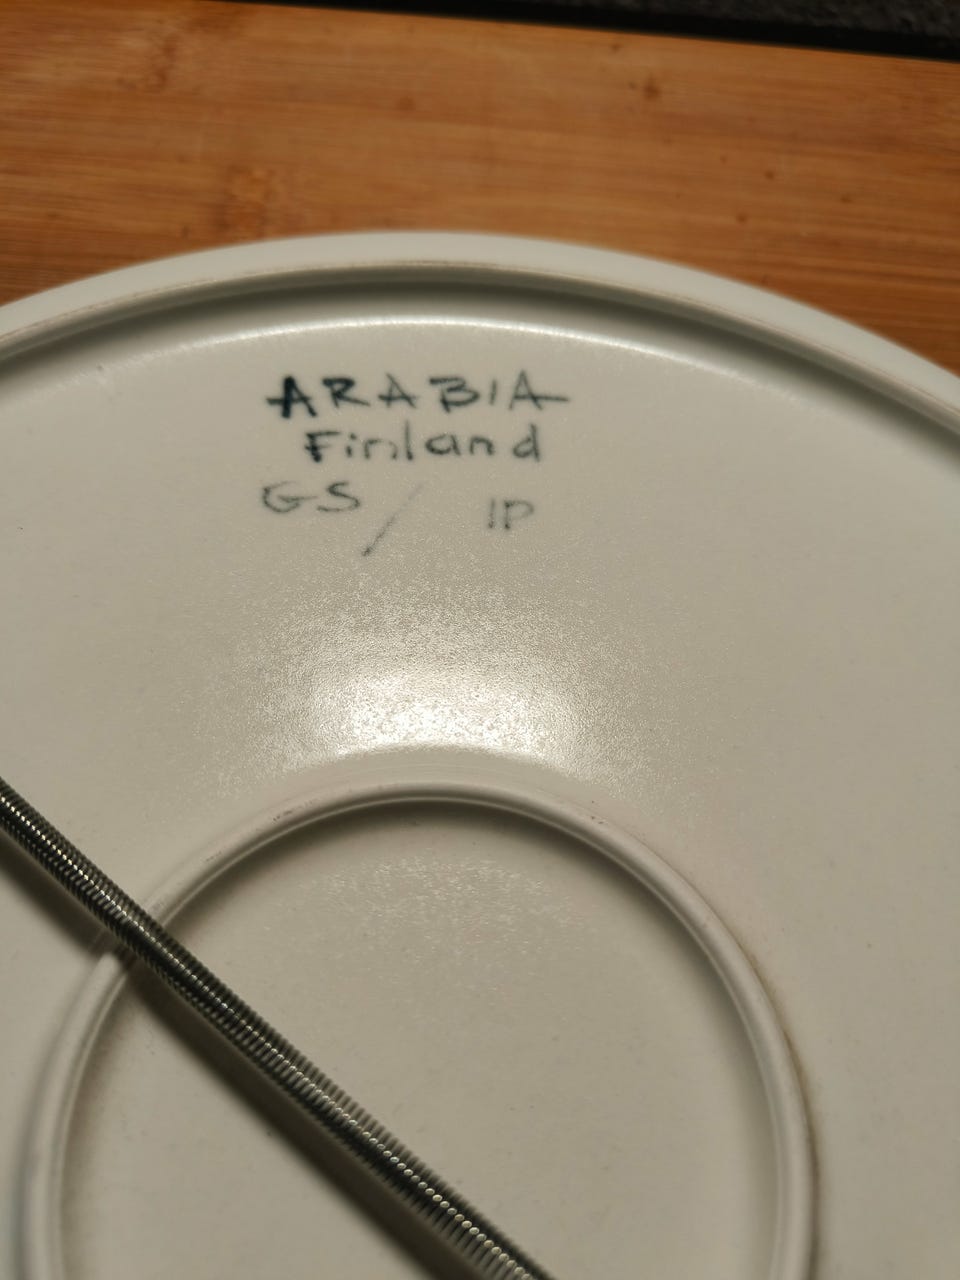 ARABIA
Finland
GS / IP